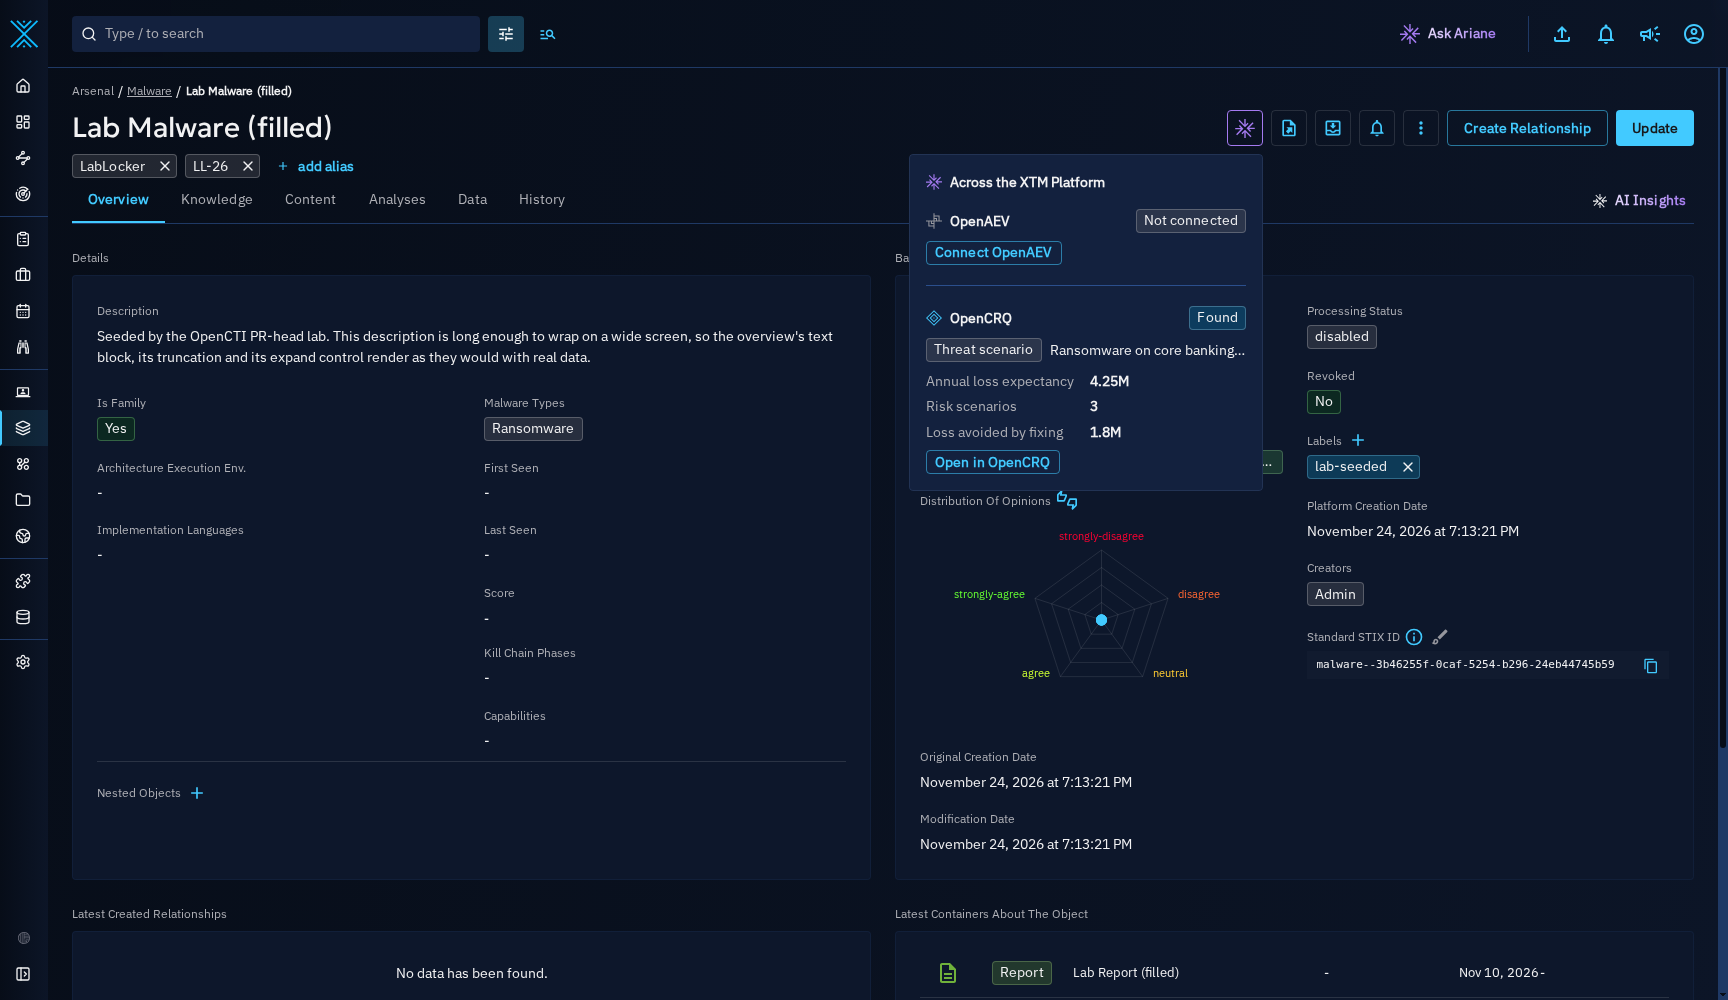 Type / to search
Ask Ariane
Arsenal / Malware / Lab Malware (filled)
Lab Malware (filled)
Create Relationship
Update
LabLocker
LL-26
add alias
Overview
Knowledge
Content
Analyses
Data
History
AI Insights
Across the XTM Platform
OpenAEV
Not connected
Connect OpenAEV
OpenCRQ
Found
Threat scenario
Ransomware on core banking...
Annual loss expectancy 4.25M
Risk scenarios 3
Loss avoided by fixing 1.8M
Open in OpenCRQ
Details
Description
Seeded by the OpenCTI PR-head lab. This description is long enough to wrap on a wide screen, so the overview's text
block, its truncation and its expand control render as they would with real data.
Is Family
Yes
Malware Types
Ransomware
Architecture Execution Env.
-
First Seen
-
Implementation Languages
-
Last Seen
-
Score
-
Kill Chain Phases
-
Capabilities
-
Nested Objects
Ba
...
Processing Status
disabled
Revoked
No
Labels
lab-seeded
Distribution Of Opinions
strongly-disagree
strongly-agree
disagree
agree
neutral
Platform Creation Date
November 24, 2026 at 7:13:21 PM
Creators
Admin
Standard STIX ID
malware--3b46255f-0caf-5254-b296-24eb44745b59
Original Creation Date
November 24, 2026 at 7:13:21 PM
Modification Date
November 24, 2026 at 7:13:21 PM
Latest Created Relationships
No data has been found.
Latest Containers About The Object
Report
Lab Report (filled)
-
Nov 10, 2026 -